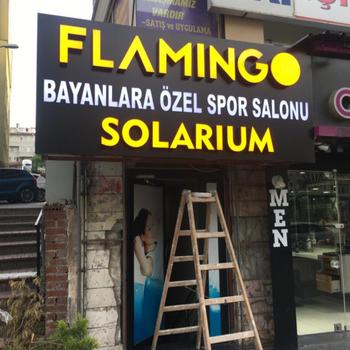 VARDIR
-SATIŞ ve UYGULAMA
FLAMINGO
BAYANLARA ÖZEL SPOR SALONU
SOLARIUM
MEN